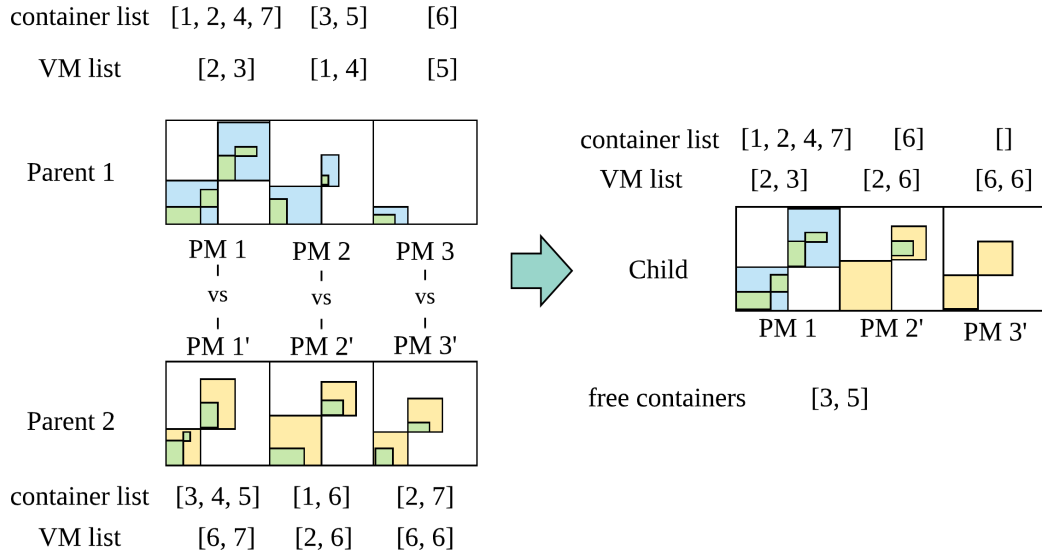 container list [1, 2, 4, 7] [3, 5] [6]
VM list [2, 3] [1, 4] [5]
Parent 1
PM 1 PM 2 PM 3
vs vs vs
PM 1' PM 2' PM 3'
Parent 2
container list [3, 4, 5] [1, 6] [2, 7]
VM list [6, 7] [2, 6] [6, 6]
container list [1, 2, 4, 7] [6] []
VM list [2, 3] [2, 6] [6, 6]
Child
PM 1 PM 2' PM 3'
free containers [3, 5]